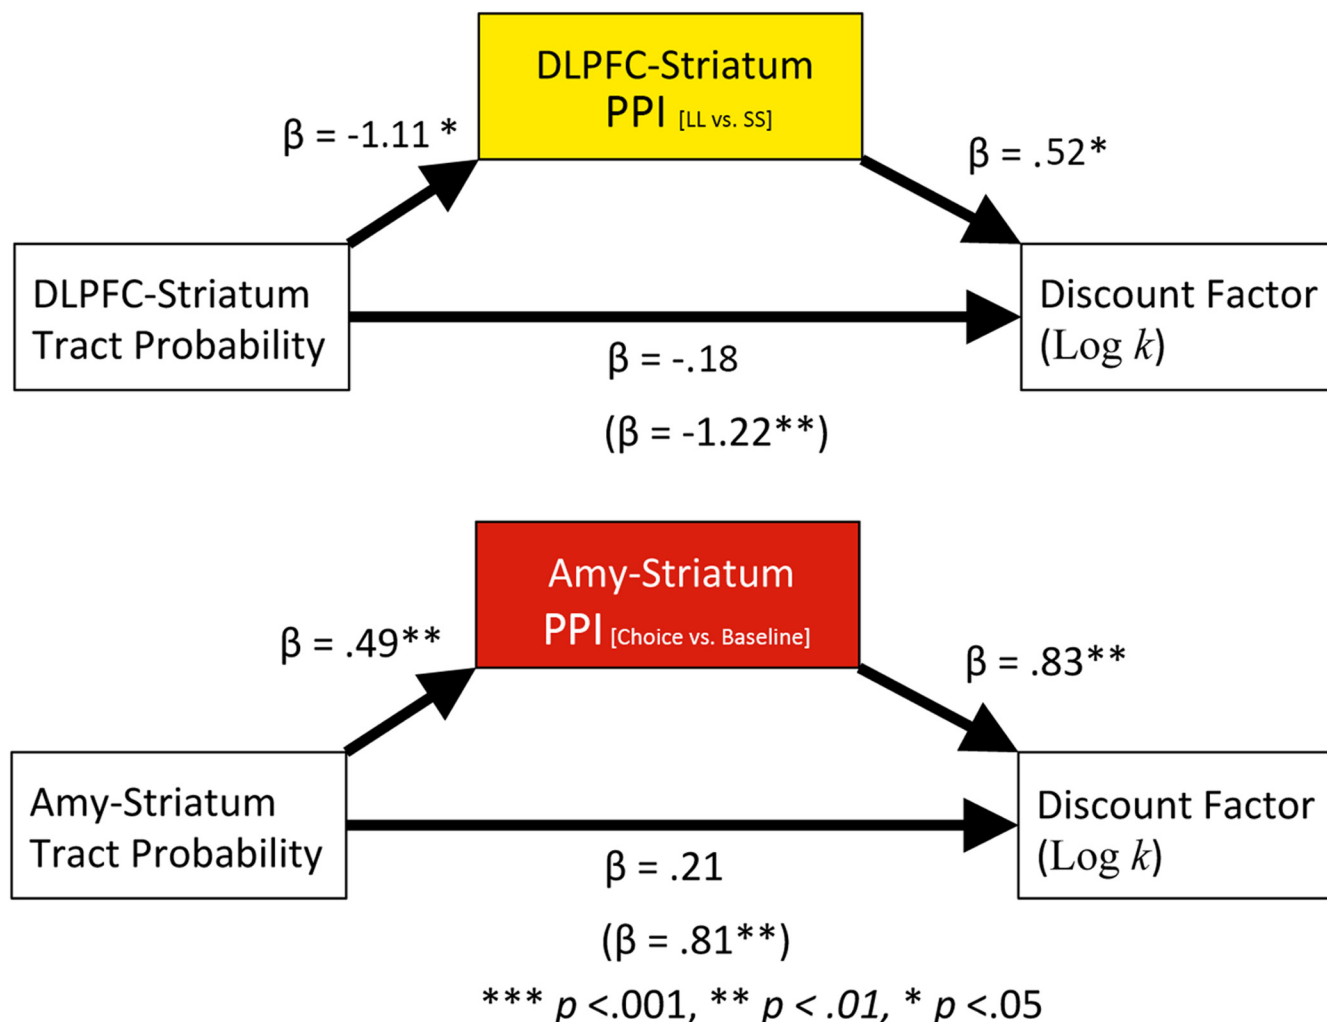 DLPFC-Striatum
PPI [LL vs. SS]
β = -1.11 *
β = .52*
DLPFC-Striatum
Tract Probability
Discount Factor
(Log k)
β = -.18
(β = -1.22**)
Amy-Striatum
PPI [Choice vs. Baseline]
β = .49**
β = .83**
Amy-Striatum
Tract Probability
Discount Factor
(Log k)
β = .21
(β = .81**)
*** p <.001, ** p < .01, * p <.05